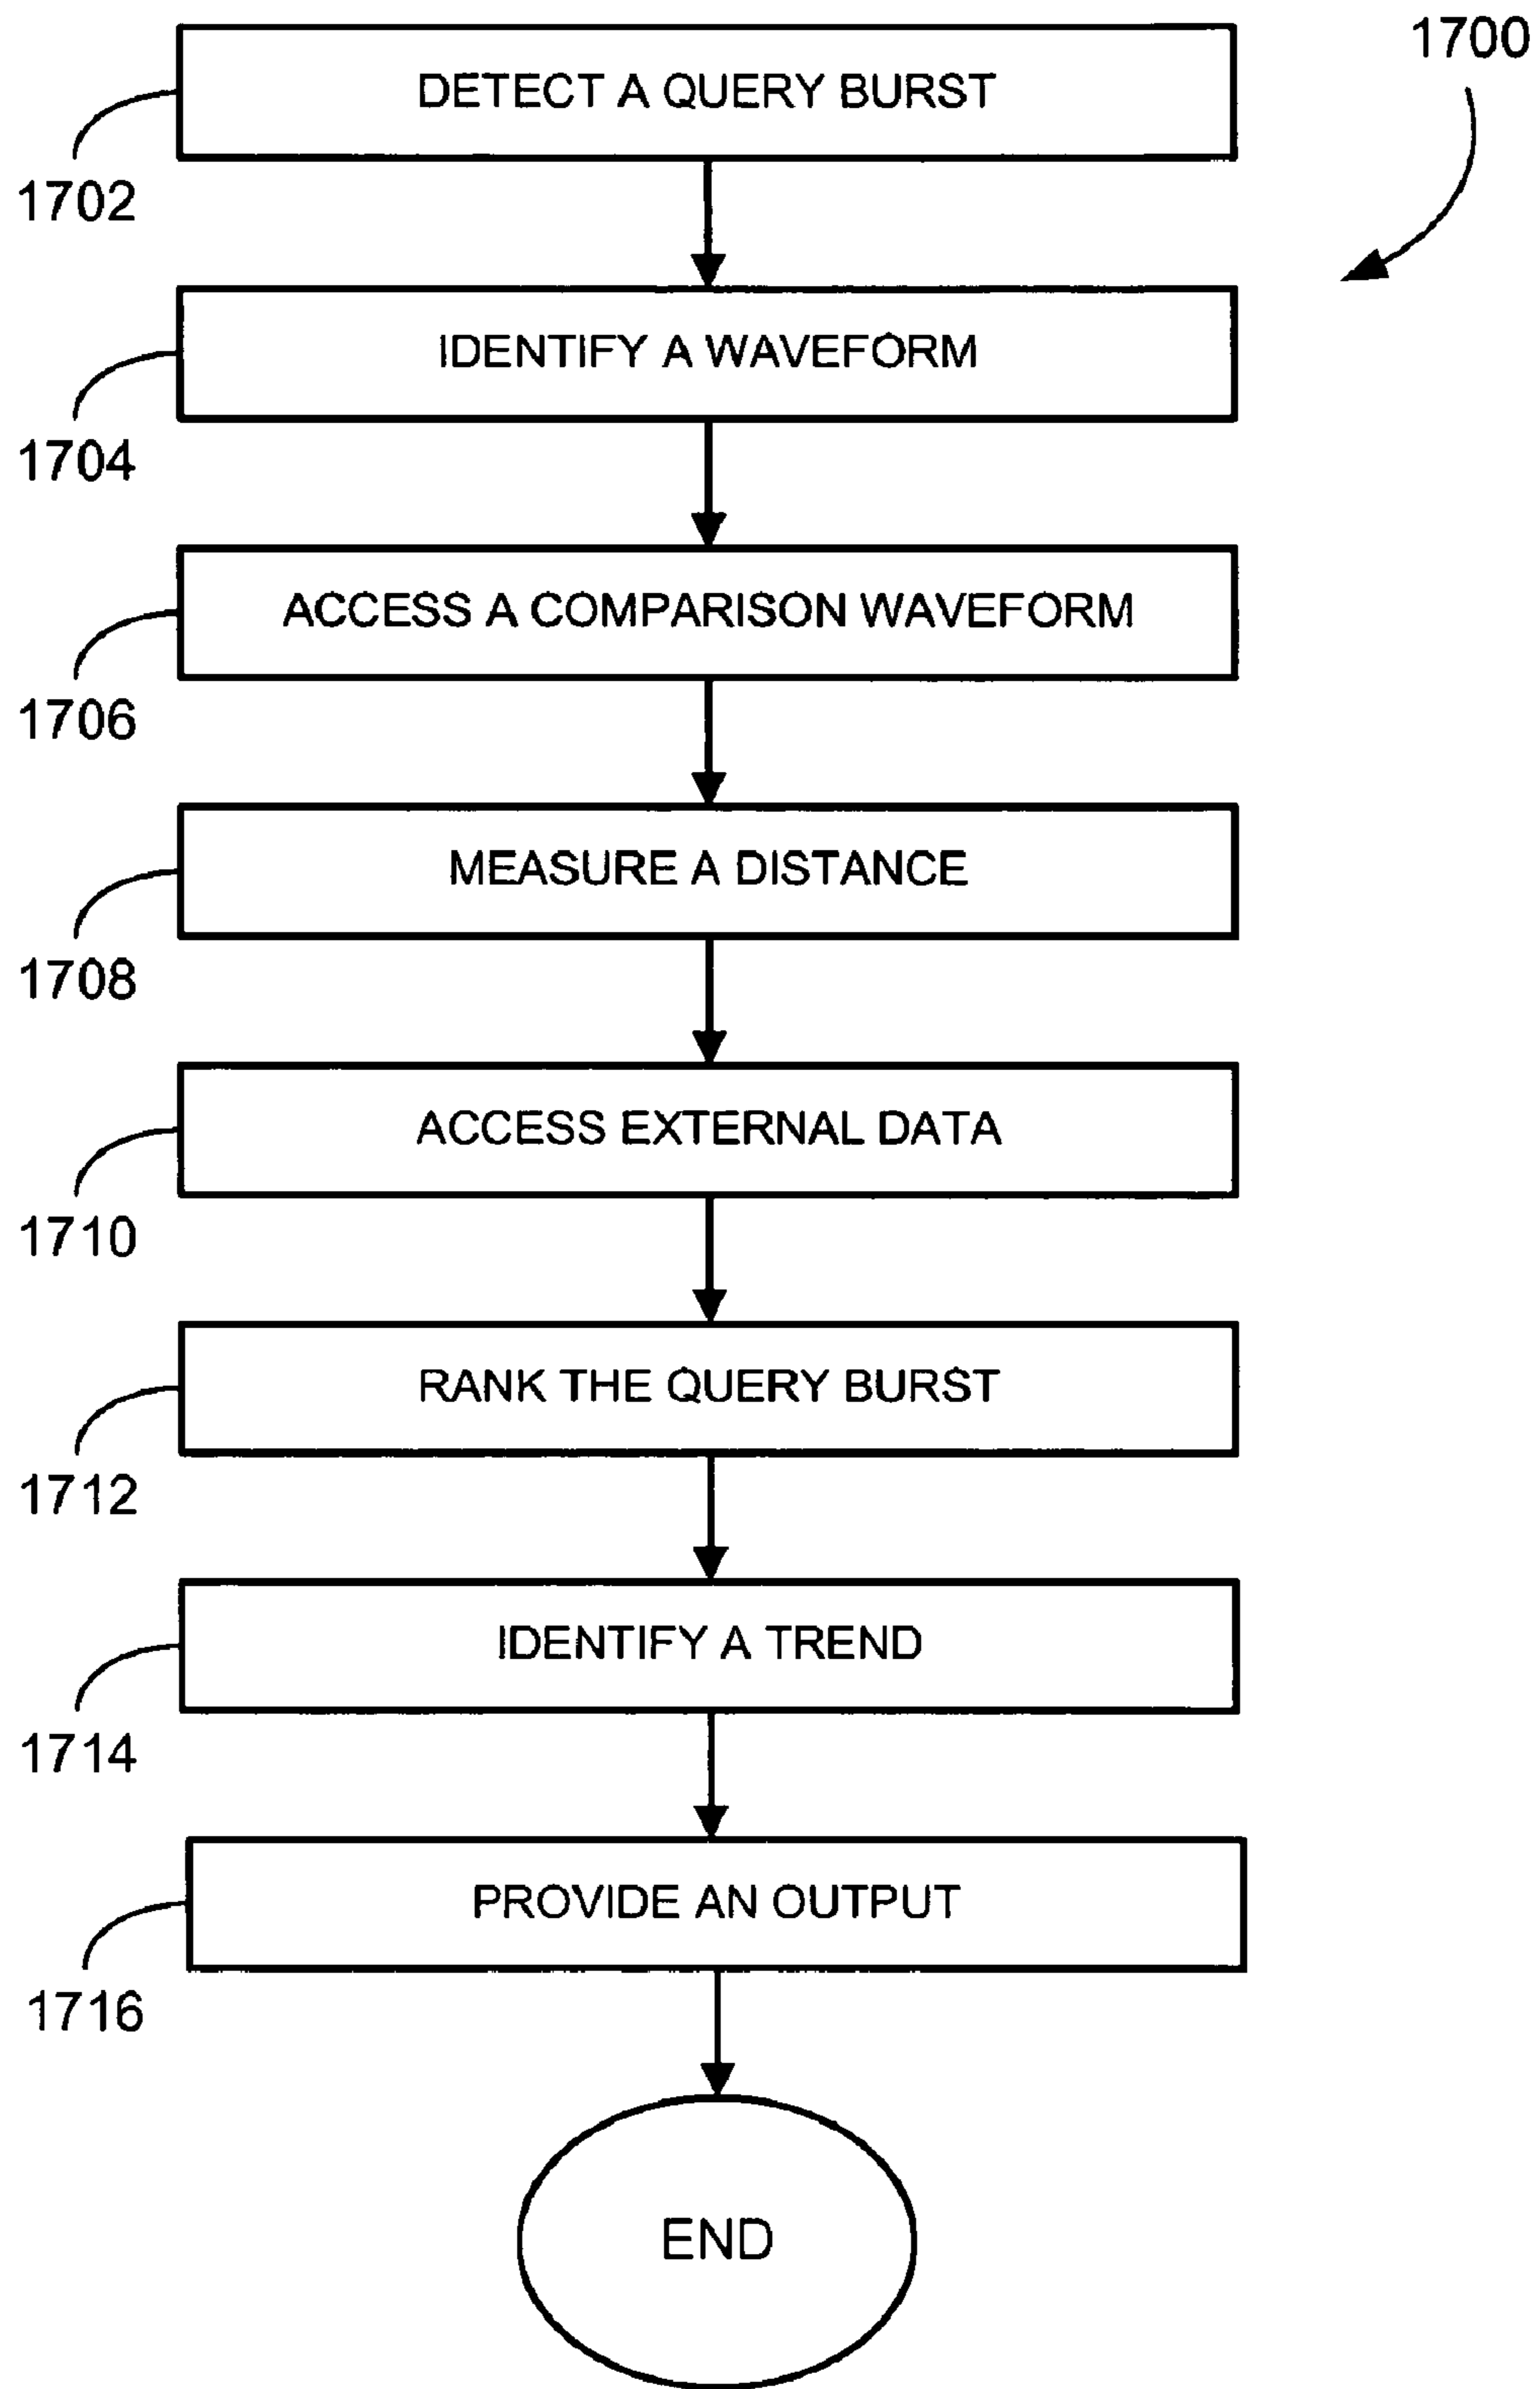 1700
DETECT A QUERY BURST
1702
IDENTIFY A WAVEFORM
1704
ACCESS A COMPARISON WAVEFORM
1706
MEASURE A DISTANCE
1708
ACCESS EXTERNAL DATA
1710
RANK THE QUERY BURST
1712
IDENTIFY A TREND
1714
PROVIDE AN OUTPUT
1716
END